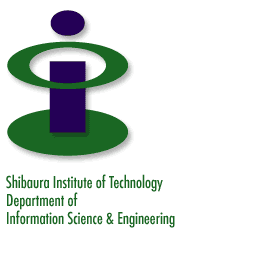 Shibaura Institute of Technology
Department of
Information Science & Engineering